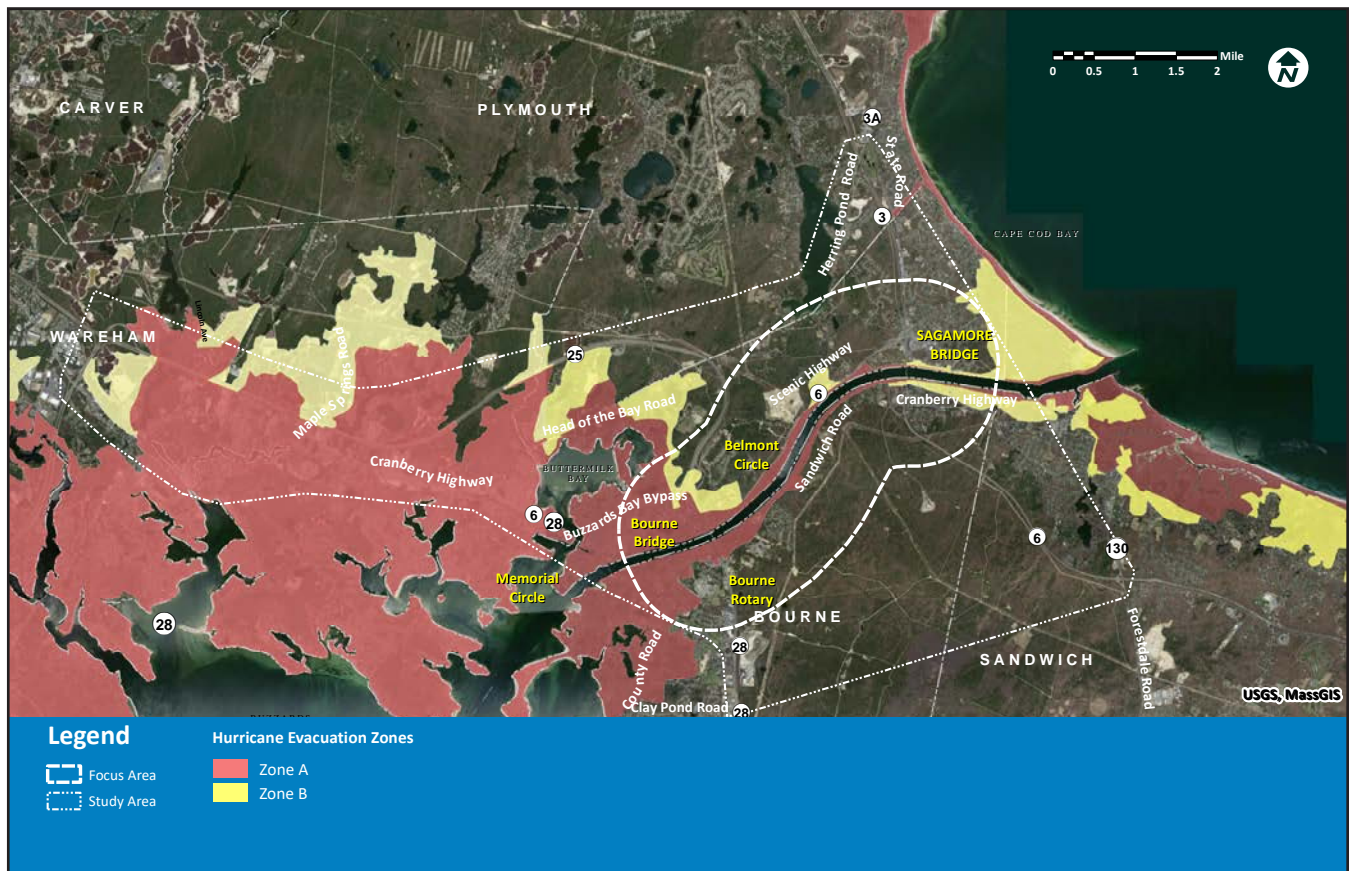 CARVER
PLYMOUTH
Mile
0 0.5 1 1.5 2
N
3A
State Road
Herring Pond Road
3
CAPE COD BAY
WAREHAM
Lincoln Ave
Maple Springs Road
25
SAGAMORE
BRIDGE
Scenic Highway
6
Cranberry Highway
Head of the Bay Road
Belmont
Circle
Sandwich Road
Cranberry Highway
BUTTERMILK
BAY
Buzzards Bay Bypass
6
28
Bourne
Bridge
6
130
Memorial
Circle
Bourne
Rotary
BOURNE
28
28
SANDWICH
County Road
Forestdale Road
Clay Pond Road
28
USGS, MassGIS
BUZZARDS
Legend
Focus Area
Study Area
Hurricane Evacuation Zones
Zone A
Zone B